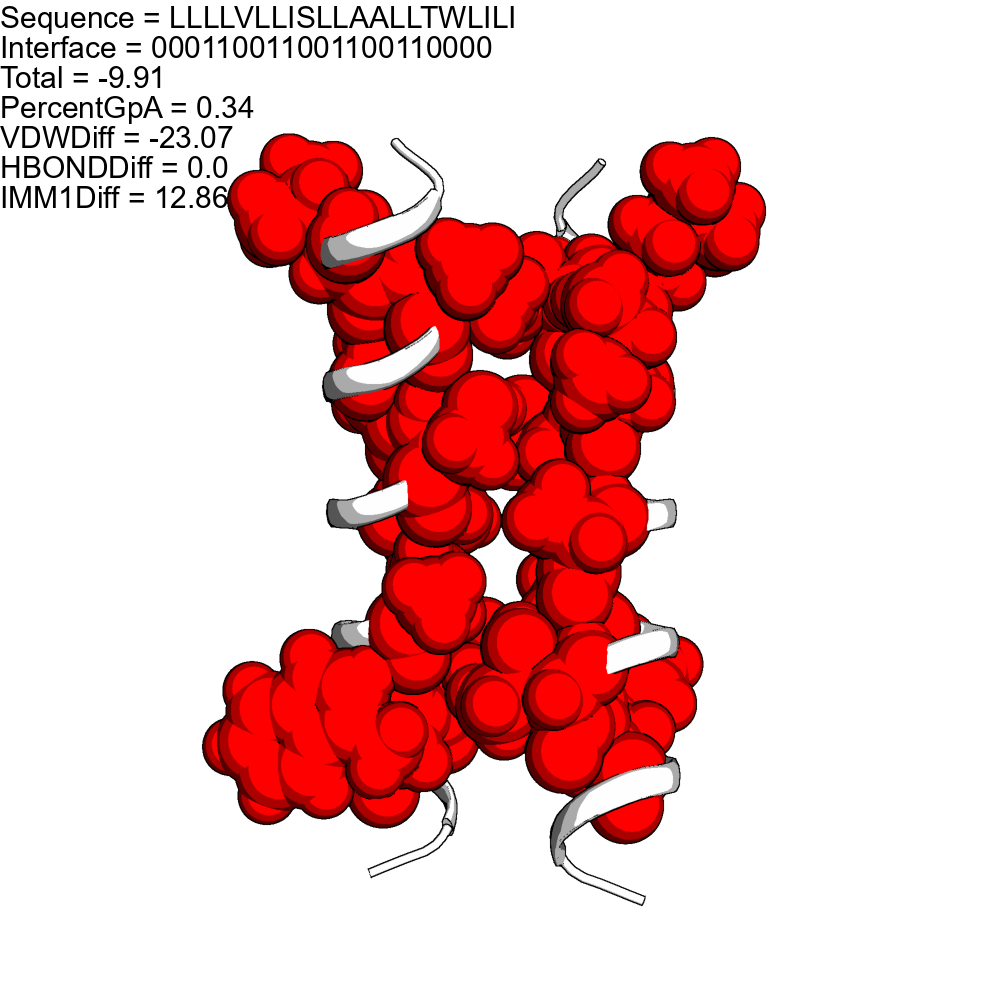 Sequence = LLLLVLLISLLAALLTWLILI
Interface = 000110011001100110000
Total = -9.91
PercentGpA = 0.34
VDWDiff = -23.07
HBONDDiff = 0.0
IMM1Diff = 12.86